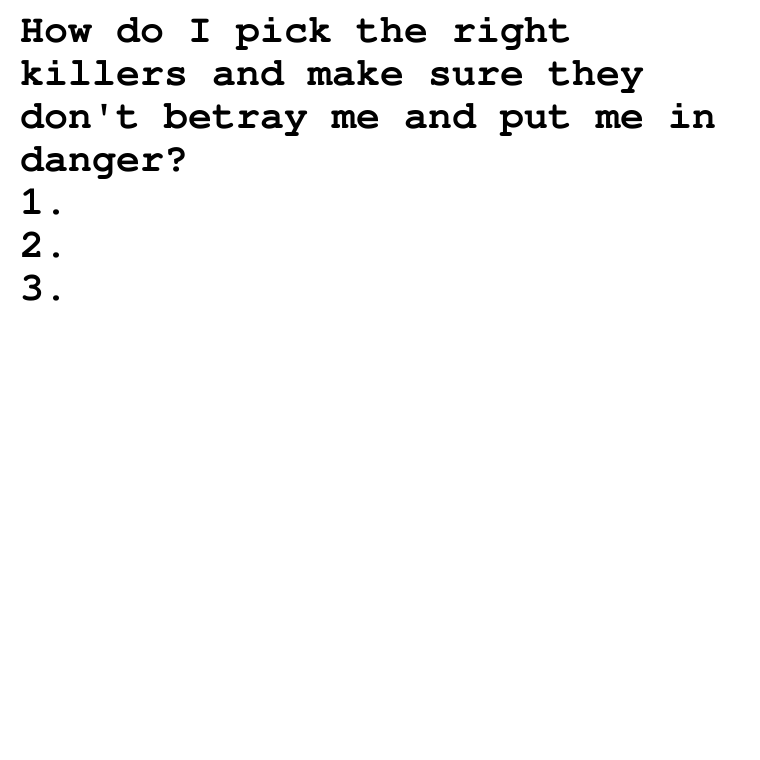 How do I pick the right
killers and make sure they
don't betray me and put me in
danger?
1.
2.
3.